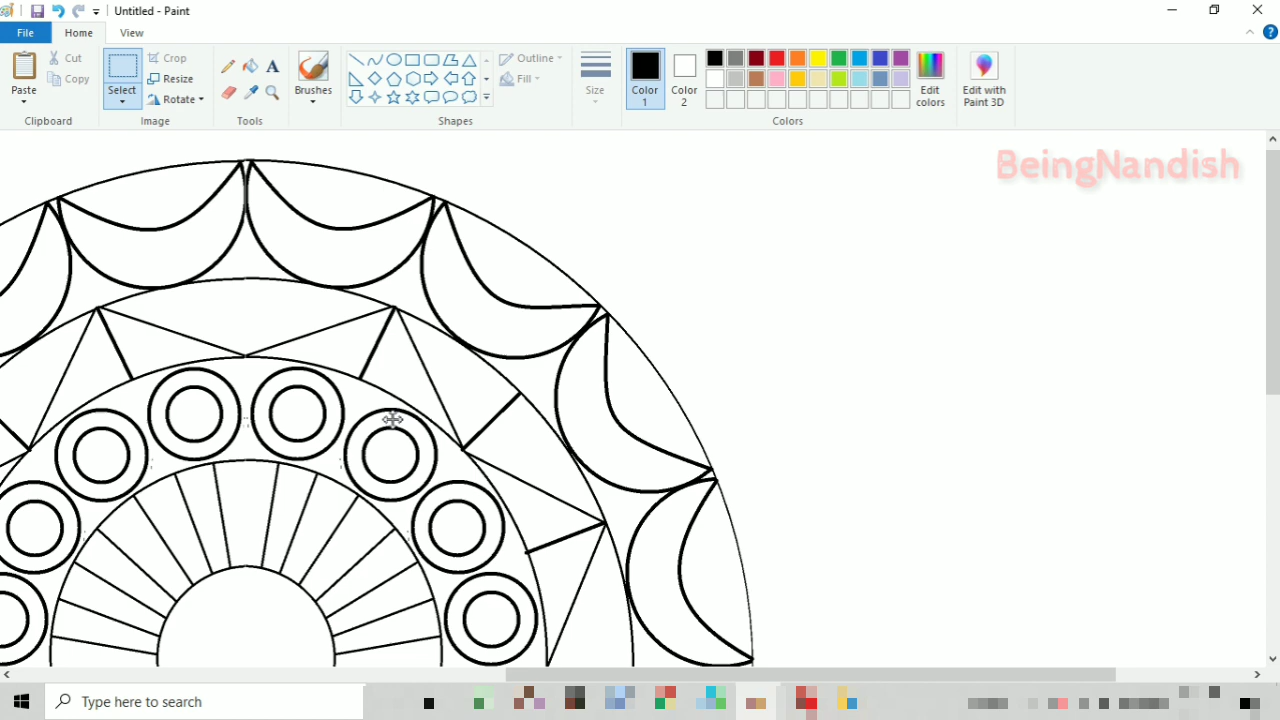 Untitled - Paint
File
Home
View
Paste
Cut
Copy
Clipboard
Select
Crop
Resize
Rotate
Image
A
Tools
Brushes
Outline
Fill
Shapes
Size
Color 1
Color 2
Edit colors
Edit with Paint 3D
Colors
BeingNandish
Type here to search